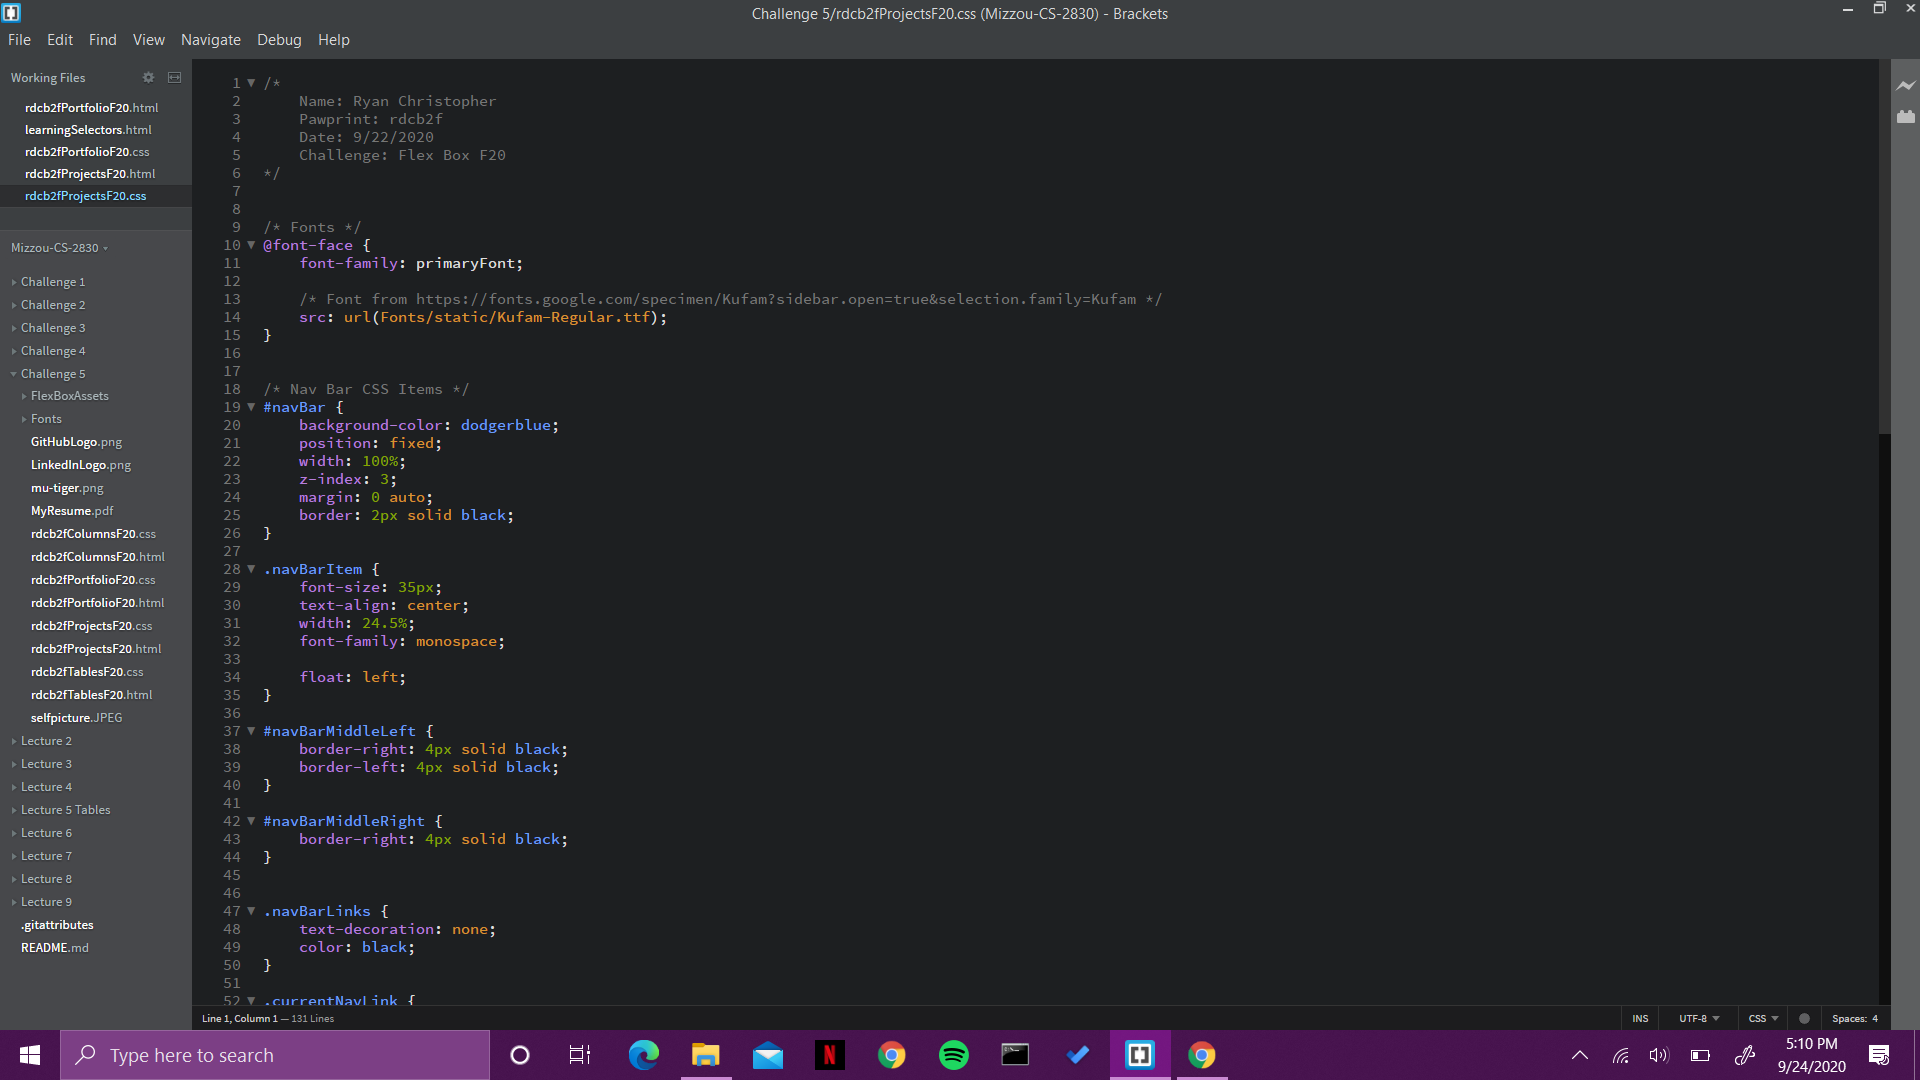 Challenge 5/rdcb2fProjectsF20.css (Mizzou-CS-2830) - Brackets
File Edit Find View Navigate Debug Help
Working Files
rdcb2fPortfolioF20.html
learningSelectors.html
rdcb2fPortfolioF20.css
rdcb2fProjectsF20.html
rdcb2fProjectsF20.css
Mizzou-CS-2830
Challenge 1
Challenge 2
Challenge 3
Challenge 4
Challenge 5
FlexBoxAssets
Fonts
GitHubLogo.png
LinkedInLogo.png
mu-tiger.png
MyResume.pdf
rdcb2fColumnsF20.css
rdcb2fColumnsF20.html
rdcb2fPortfolioF20.css
rdcb2fPortfolioF20.html
rdcb2fProjectsF20.css
rdcb2fProjectsF20.html
rdcb2fTablesF20.css
rdcb2fTablesF20.html
selfpicture.JPEG
Lecture 2
Lecture 3
Lecture 4
Lecture 5 Tables
Lecture 6
Lecture 7
Lecture 8
Lecture 9
.gitattributes
README.md
1 /*
2 Name: Ryan Christopher
3 Pawprint: rdcb2f
4 Date: 9/22/2020
5 Challenge: Flex Box F20
6 */
7
8
9 /* Fonts */
10 @font-face {
11 font-family: primaryFont;
12
13 /* Font from https://fonts.google.com/specimen/Kufam?sidebar.open=true&selection.family=Kufam */
14 src: url(Fonts/static/Kufam-Regular.ttf);
15 }
16
17
18 /* Nav Bar CSS Items */
19 #navBar {
20 background-color: dodgerblue;
21 position: fixed;
22 width: 100%;
23 z-index: 3;
24 margin: 0 auto;
25 border: 2px solid black;
26 }
27
28 .navBarItem {
29 font-size: 35px;
30 text-align: center;
31 width: 24.5%;
32 font-family: monospace;
33
34 float: left;
35 }
36
37 #navBarMiddleLeft {
38 border-right: 4px solid black;
39 border-left: 4px solid black;
40 }
41
42 #navBarMiddleRight {
43 border-right: 4px solid black;
44 }
45
46
47 .navBarLinks {
48 text-decoration: none;
49 color: black;
50 }
51
52 .currentNavLink {
Line 1, Column 1 — 131 Lines
INS UTF-8 CSS Spaces: 4
Type here to search
N
5:10 PM
9/24/2020